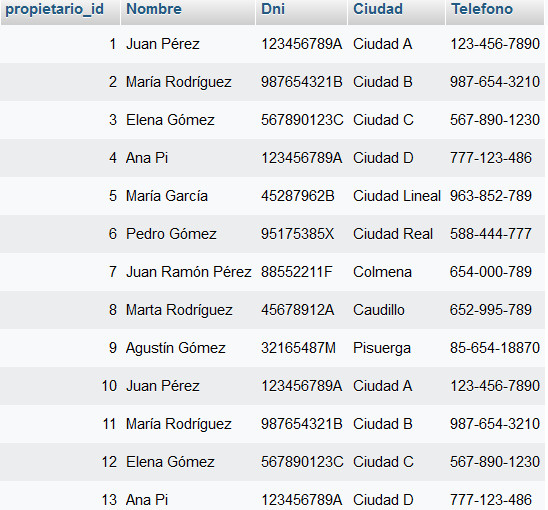 propietario_id Nombre Dni Ciudad Telefono
1 Juan Pérez 123456789A Ciudad A 123-456-7890
2 María Rodríguez 987654321B Ciudad B 987-654-3210
3 Elena Gómez 567890123C Ciudad C 567-890-1230
4 Ana Pi 123456789A Ciudad D 777-123-486
5 María García 45287962B Ciudad Lineal 963-852-789
6 Pedro Gómez 95175385X Ciudad Real 588-444-777
7 Juan Ramón Pérez 88552211F Colmena 654-000-789
8 Marta Rodríguez 45678912A Caudillo 652-995-789
9 Agustín Gómez 32165487M Pisuerga 85-654-18870
10 Juan Pérez 123456789A Ciudad A 123-456-7890
11 María Rodríguez 987654321B Ciudad B 987-654-3210
12 Elena Gómez 567890123C Ciudad C 567-890-1230
13 Ana Pi 123456789A Ciudad D 777-123-486